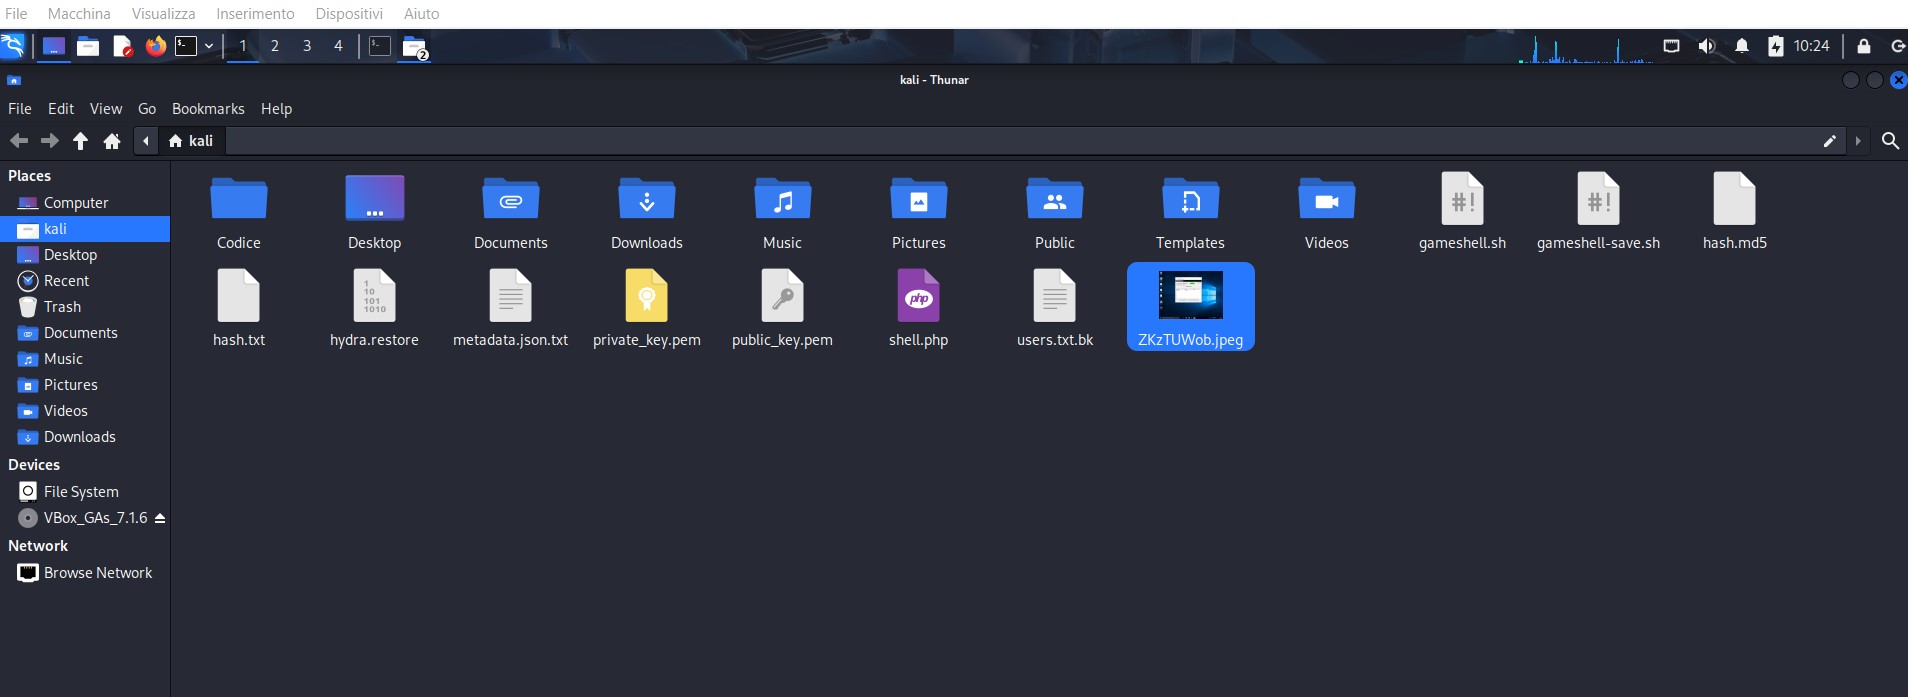 File Macchina Visualizza Inserimento Dispositivi Aiuto
1 2 3 4 2 10:24
kali - Thunar
File Edit View Go Bookmarks Help
kali
Places
Computer
kali
Desktop
Recent
Trash
Documents
Music
Pictures
Videos
Downloads
Devices
File System
VBox_GAs_7.1.6
Network
Browse Network
Codice Desktop Documents Downloads Music Pictures Public Templates Videos gameshell.sh gameshell-save.sh hash.md5
hash.txt hydra.restore metadata.json.txt private_key.pem public_key.pem shell.php users.txt.bk ZKzTUWob.jpeg